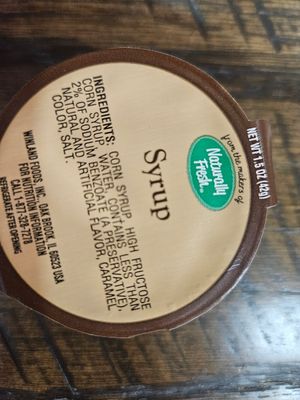 NET WT 1.5 OZ (42g)
From the makers of
Naturally
Fresh®
Syrup
INGREDIENTS: CORN SYRUP, HIGH FRUCTOSE
CORN SYRUP, WATER, CONTAINS LESS THAN
2% OF SODIUM BENZOATE (A PRESERVATIVE),
NATURAL AND ARTIFICIAL FLAVOR, CARAMEL
COLOR, SALT.
WINLAND FOODS, INC. OAK BROOK, IL 60523 USA
FOR NUTRITION INFORMATION
REFRIGERATE AFTER OPENING